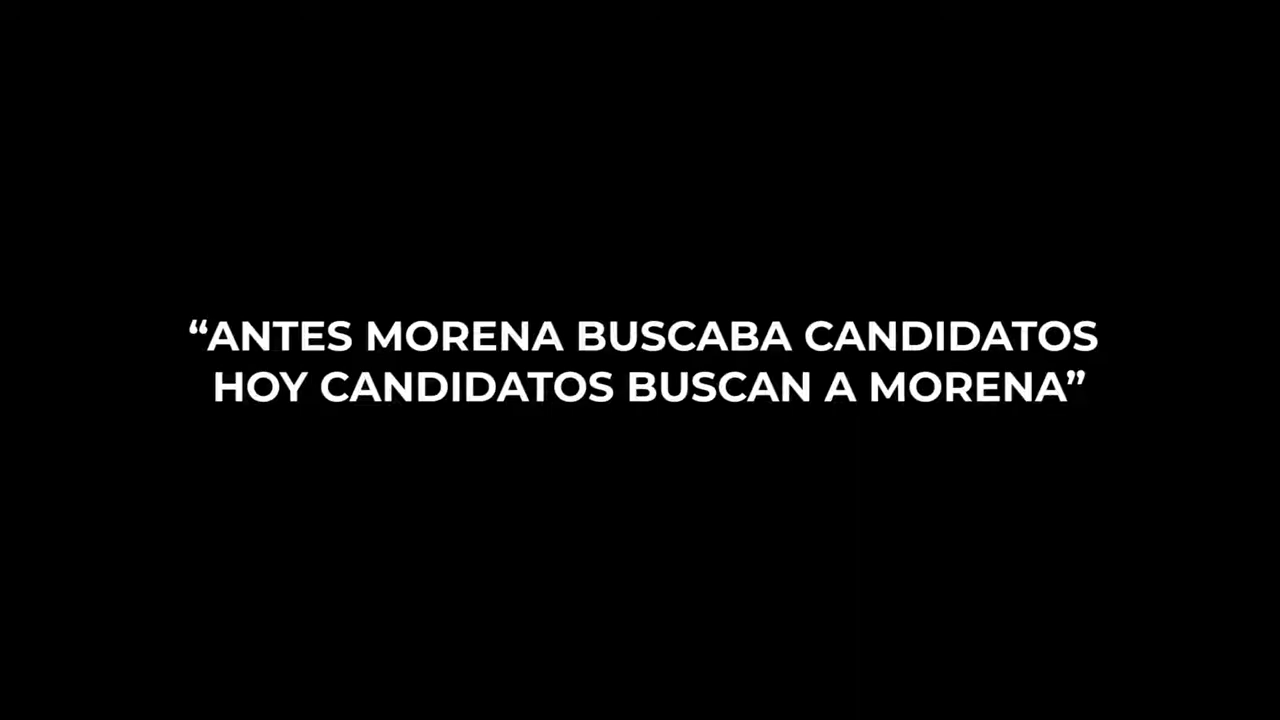 “ANTES MORENA BUSCABA CANDIDATOS
HOY CANDIDATOS BUSCAN A MORENA”